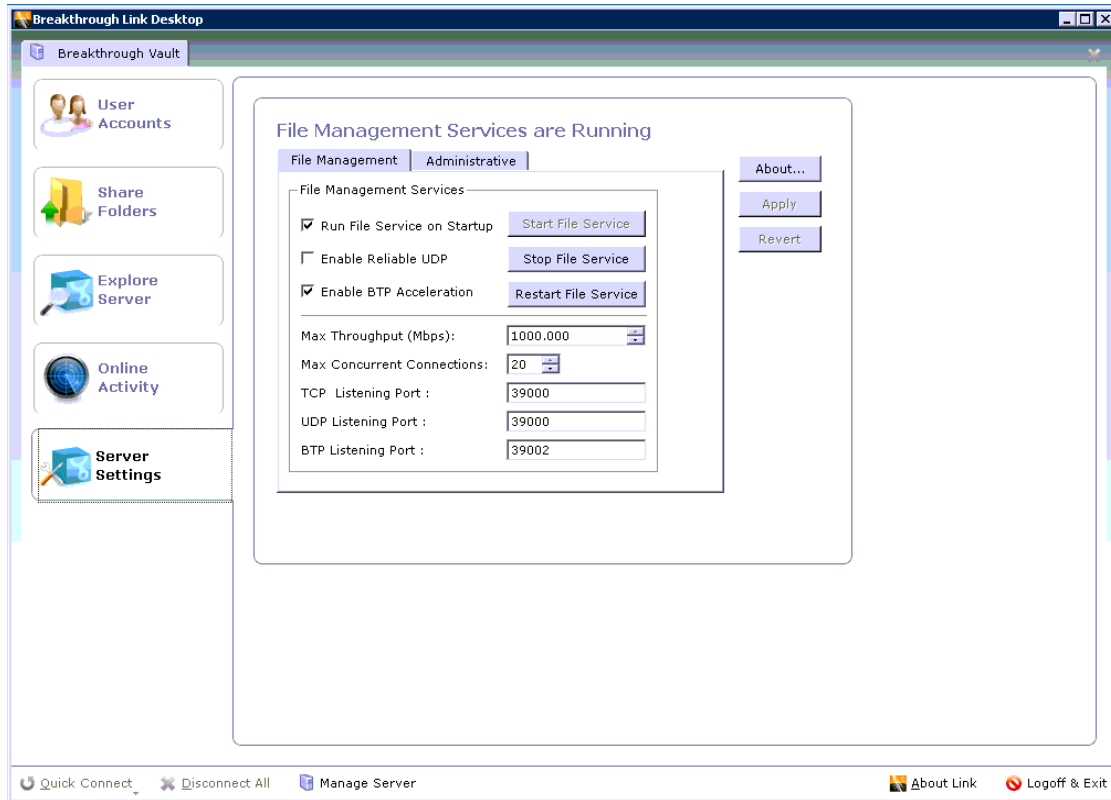 Breakthrough Link Desktop
Breakthrough Vault
User
Accounts
Share
Folders
Explore
Server
Online
Activity
Server
Settings
File Management Services are Running
File Management
Administrative
File Management Services
Run File Service on Startup
Start File Service
Enable Reliable UDP
Stop File Service
Enable BTP Acceleration
Restart File Service
Max Throughput (Mbps): 1000.000
Max Concurrent Connections: 20
TCP Listening Port : 39000
UDP Listening Port : 39000
BTP Listening Port : 39002
About...
Apply
Revert
Quick Connect
Disconnect All
Manage Server
About Link
Logoff & Exit